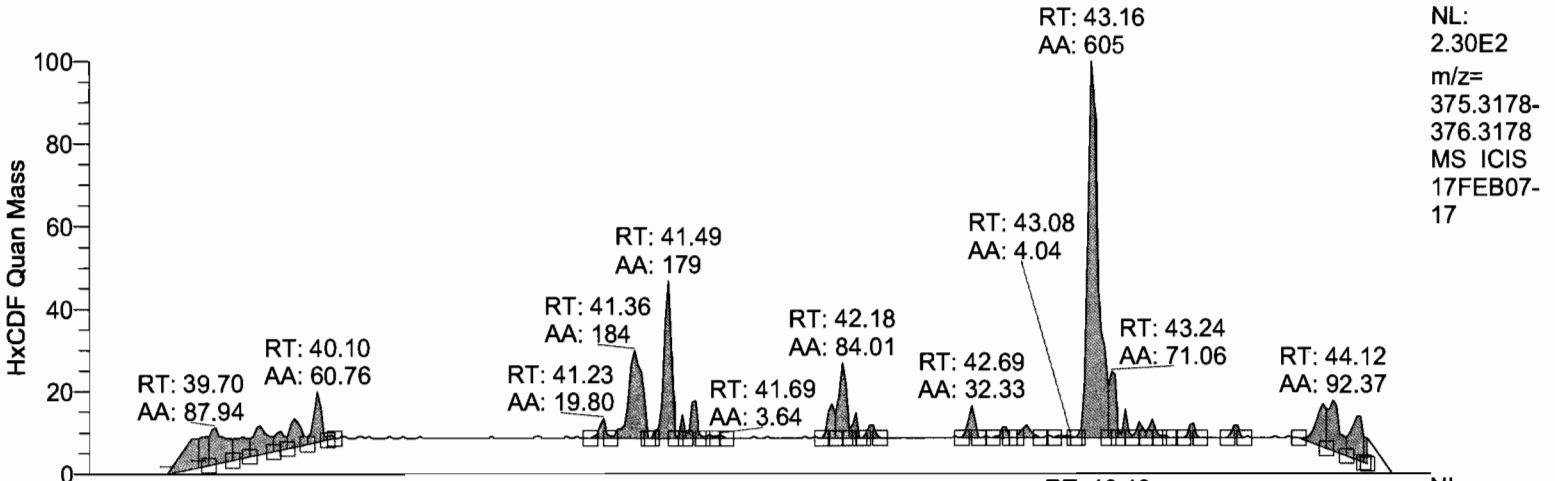 RT: 43.16
AA: 605
NL:
2.30E2
m/z=
375.3178-
376.3178
MS ICIS
17FEB07-
17
100
80
60
40
20
0
HxCDF Quan Mass
RT: 39.70
AA: 87.94
RT: 40.10
AA: 60.76
RT: 41.23
AA: 19.80
RT: 41.36
AA: 184
RT: 41.49
AA: 179
RT: 41.69
AA: 3.64
RT: 42.18
AA: 84.01
RT: 42.69
AA: 32.33
RT: 43.08
AA: 4.04
RT: 43.24
AA: 71.06
RT: 44.12
AA: 92.37